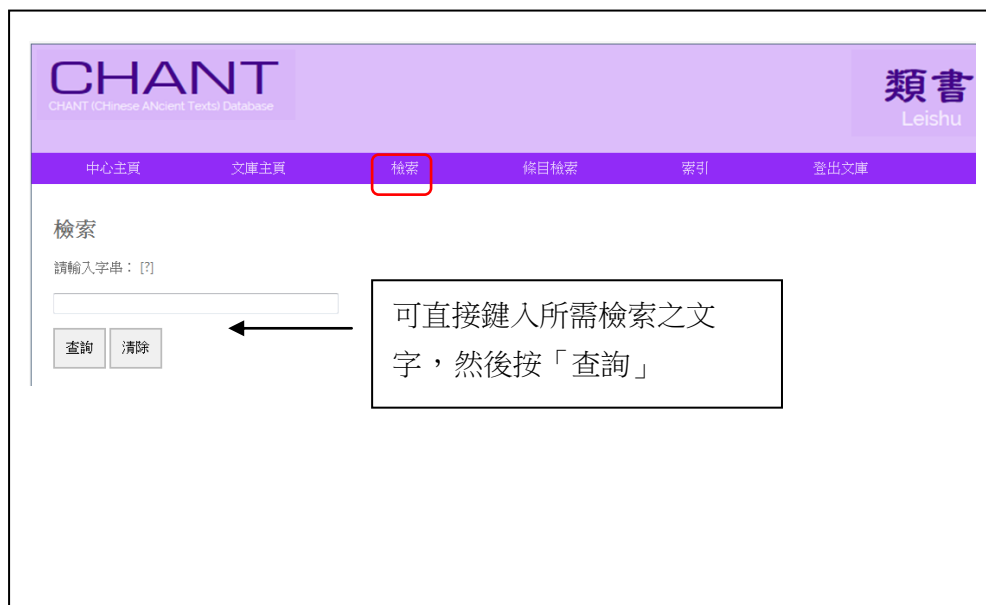 CHANT
CHANT (CHinese ANcient Texts) Database
類書
Leishu
中心主頁 文庫主頁 檢索 條目檢索 索引 登出文庫
檢索
請輸入字串： [?]
可直接鍵入所需檢索之文
字，然後按「查詢」
查詢 清除